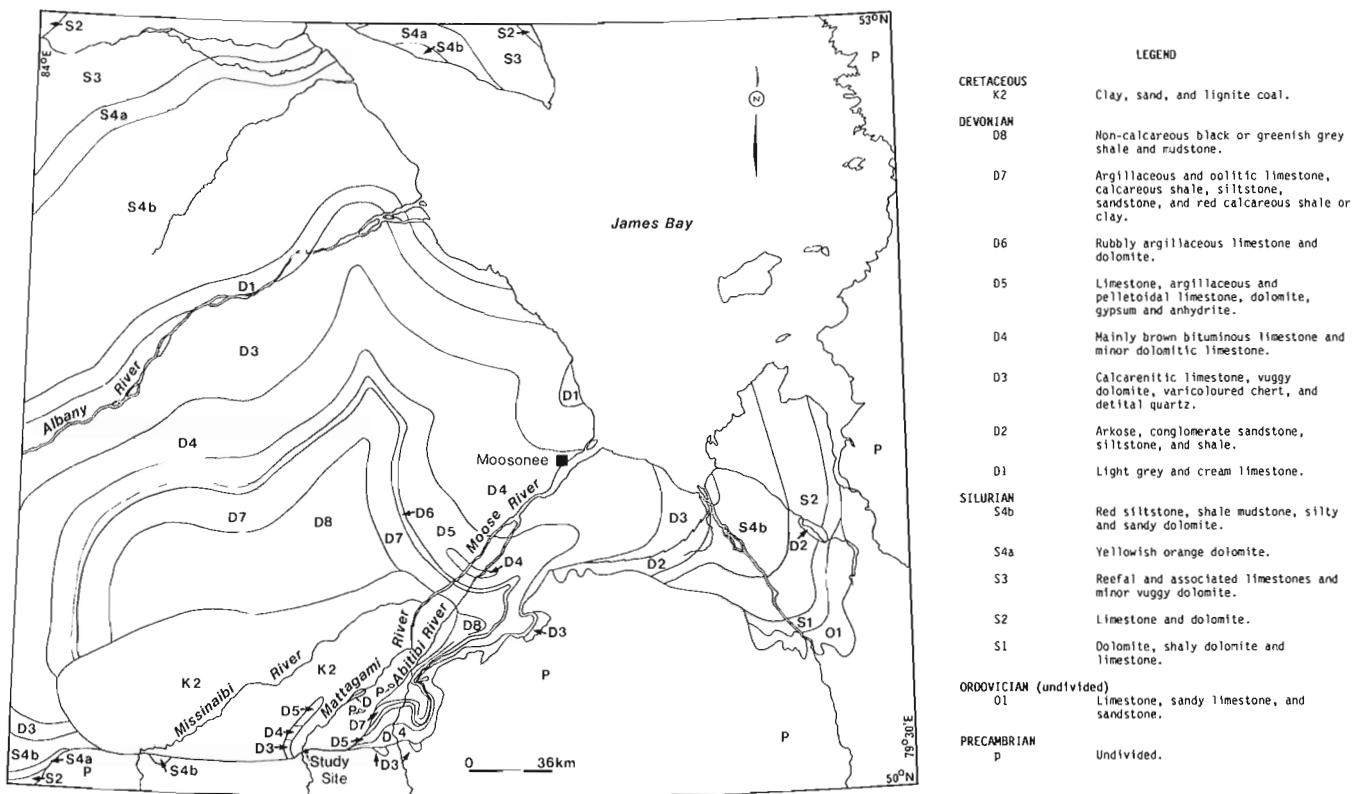 S2
S4a
S4b
S2
S3
53°N
P
84°E
S3
S4a
S4b
N
James Bay
D1
D3
Albany River
D1
D4
Moosonee
P
D4
Moose River
S2
D7
D8
D6
D5
D3
S4b
D7
D2
D4
D2
D8
D3
S1
O1
K2
K2
Missinaibi River
Mattagami River
Abitibi River
P
D
P
D5
D7
P
D3
D4
D5
D4
S4b
S4a
D3
D3
S2
P
S4b
Study
Site
0 36km
P
79°30'E
50°N
LEGEND
CRETACEOUS
K2 Clay, sand, and lignite coal.
DEVONIAN
D8 Non-calcareous black or greenish grey
shale and mudstone.
D7 Argillaceous and oolitic limestone,
calcareous shale, siltstone,
sandstone, and red calcareous shale or
clay.
D6 Rubbly argillaceous limestone and
dolomite.
D5 Limestone, argillaceous and
pelletoidal limestone, dolomite,
gypsum and anhydrite.
D4 Mainly brown bituminous limestone and
minor dolomitic limestone.
D3 Calcarenitic limestone, vuggy
dolomite, varicoloured chert, and
detital quartz.
D2 Arkose, conglomerate sandstone,
siltstone, and shale.
D1 Light grey and cream limestone.
SILURIAN
S4b Red siltstone, shale mudstone, silty
and sandy dolomite.
S4a Yellowish orange dolomite.
S3 Reefal and associated limestones and
minor vuggy dolomite.
S2 Limestone and dolomite.
S1 Dolomite, shaly dolomite and
limestone.
ORDOVICIAN (undivided)
O1 Limestone, sandy limestone, and
sandstone.
PRECAMBRIAN
P Undivided.